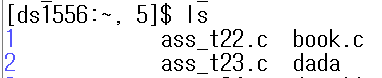 [ds1556:~, 5]$ ls
1 ass_t22.c book.c
2 ass_t23.c dada